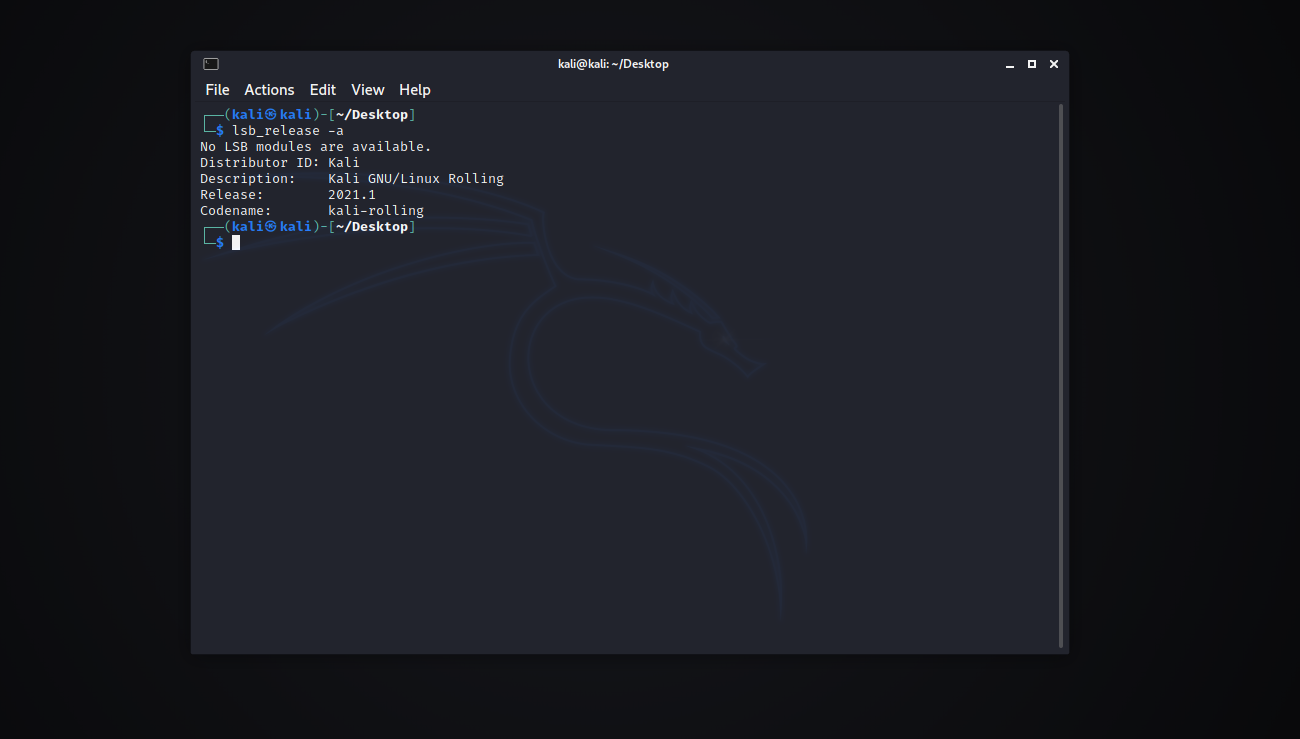 kali@kali: ~/Desktop
File Actions Edit View Help
┌──(kali㉿kali)-[~/Desktop]
└─$ lsb_release -a
No LSB modules are available.
Distributor ID: Kali
Description:    Kali GNU/Linux Rolling
Release:        2021.1
Codename:       kali-rolling
┌──(kali㉿kali)-[~/Desktop]
└─$